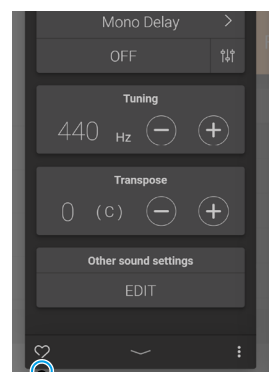 Mono Delay
OFF
Tuning
440 Hz
Transpose
0 (C)
Other sound settings
EDIT